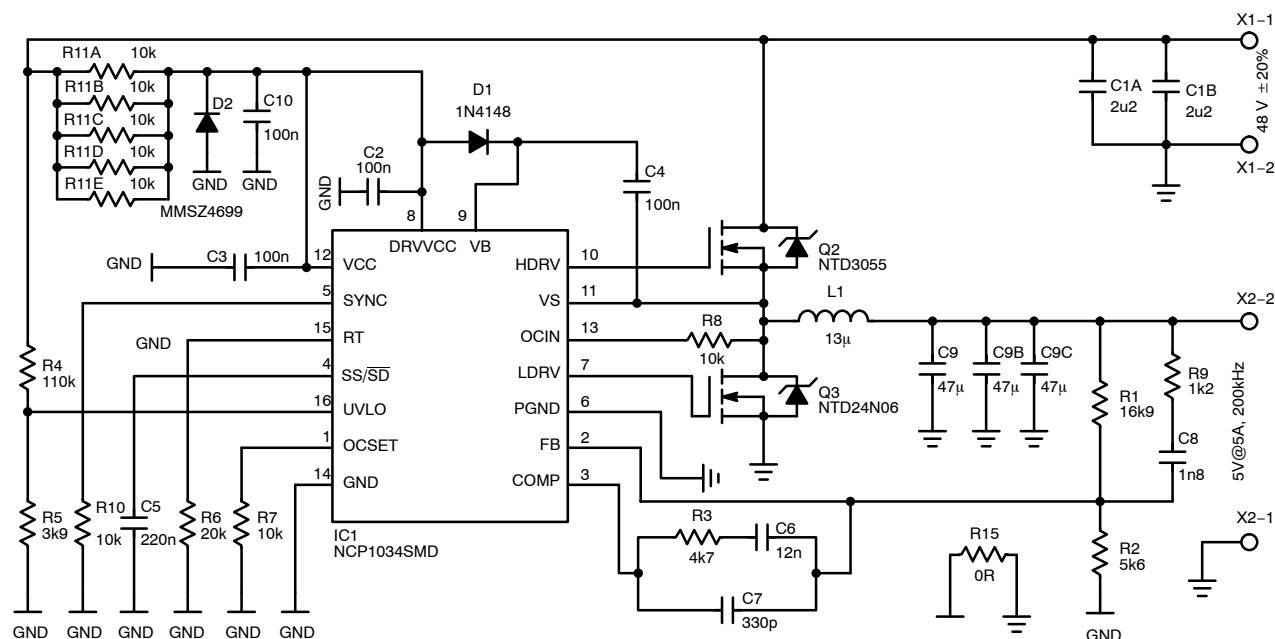 X1-1
R11A 10k
R11B 10k
R11C 10k
R11D 10k
R11E 10k
MMSZ4699
D2
C10
100n
GND
GND
D1
1N4148
C2
100n
GND
C4
100n
C1A
2u2
C1B
2u2
48 V ±20%
X1-2
8
9
DRVVCC
VB
GND
C3
100n
12
VCC
5
SYNC
15
RT
GND
4
SS/SD
16
UVLO
1
OCSET
14
GND
HDRV
10
VS
11
OCIN
13
LDRV
7
PGND
6
FB
2
COMP
3
IC1
NCP1034SMD
Q2
NTD3055
L1
13µ
R8
10k
Q3
NTD24N06
X2-2
C9
47µ
C9B
47µ
C9C
47µ
R1
16k9
R9
1k2
C8
1n8
5V@5A, 200kHz
X2-1
R4
110k
R5
3k9
R10
10k
C5
220n
R6
20k
R7
10k
R3
4k7
C6
12n
C7
330p
R15
0R
R2
5k6
GND
GND
GND
GND
GND
GND
GND